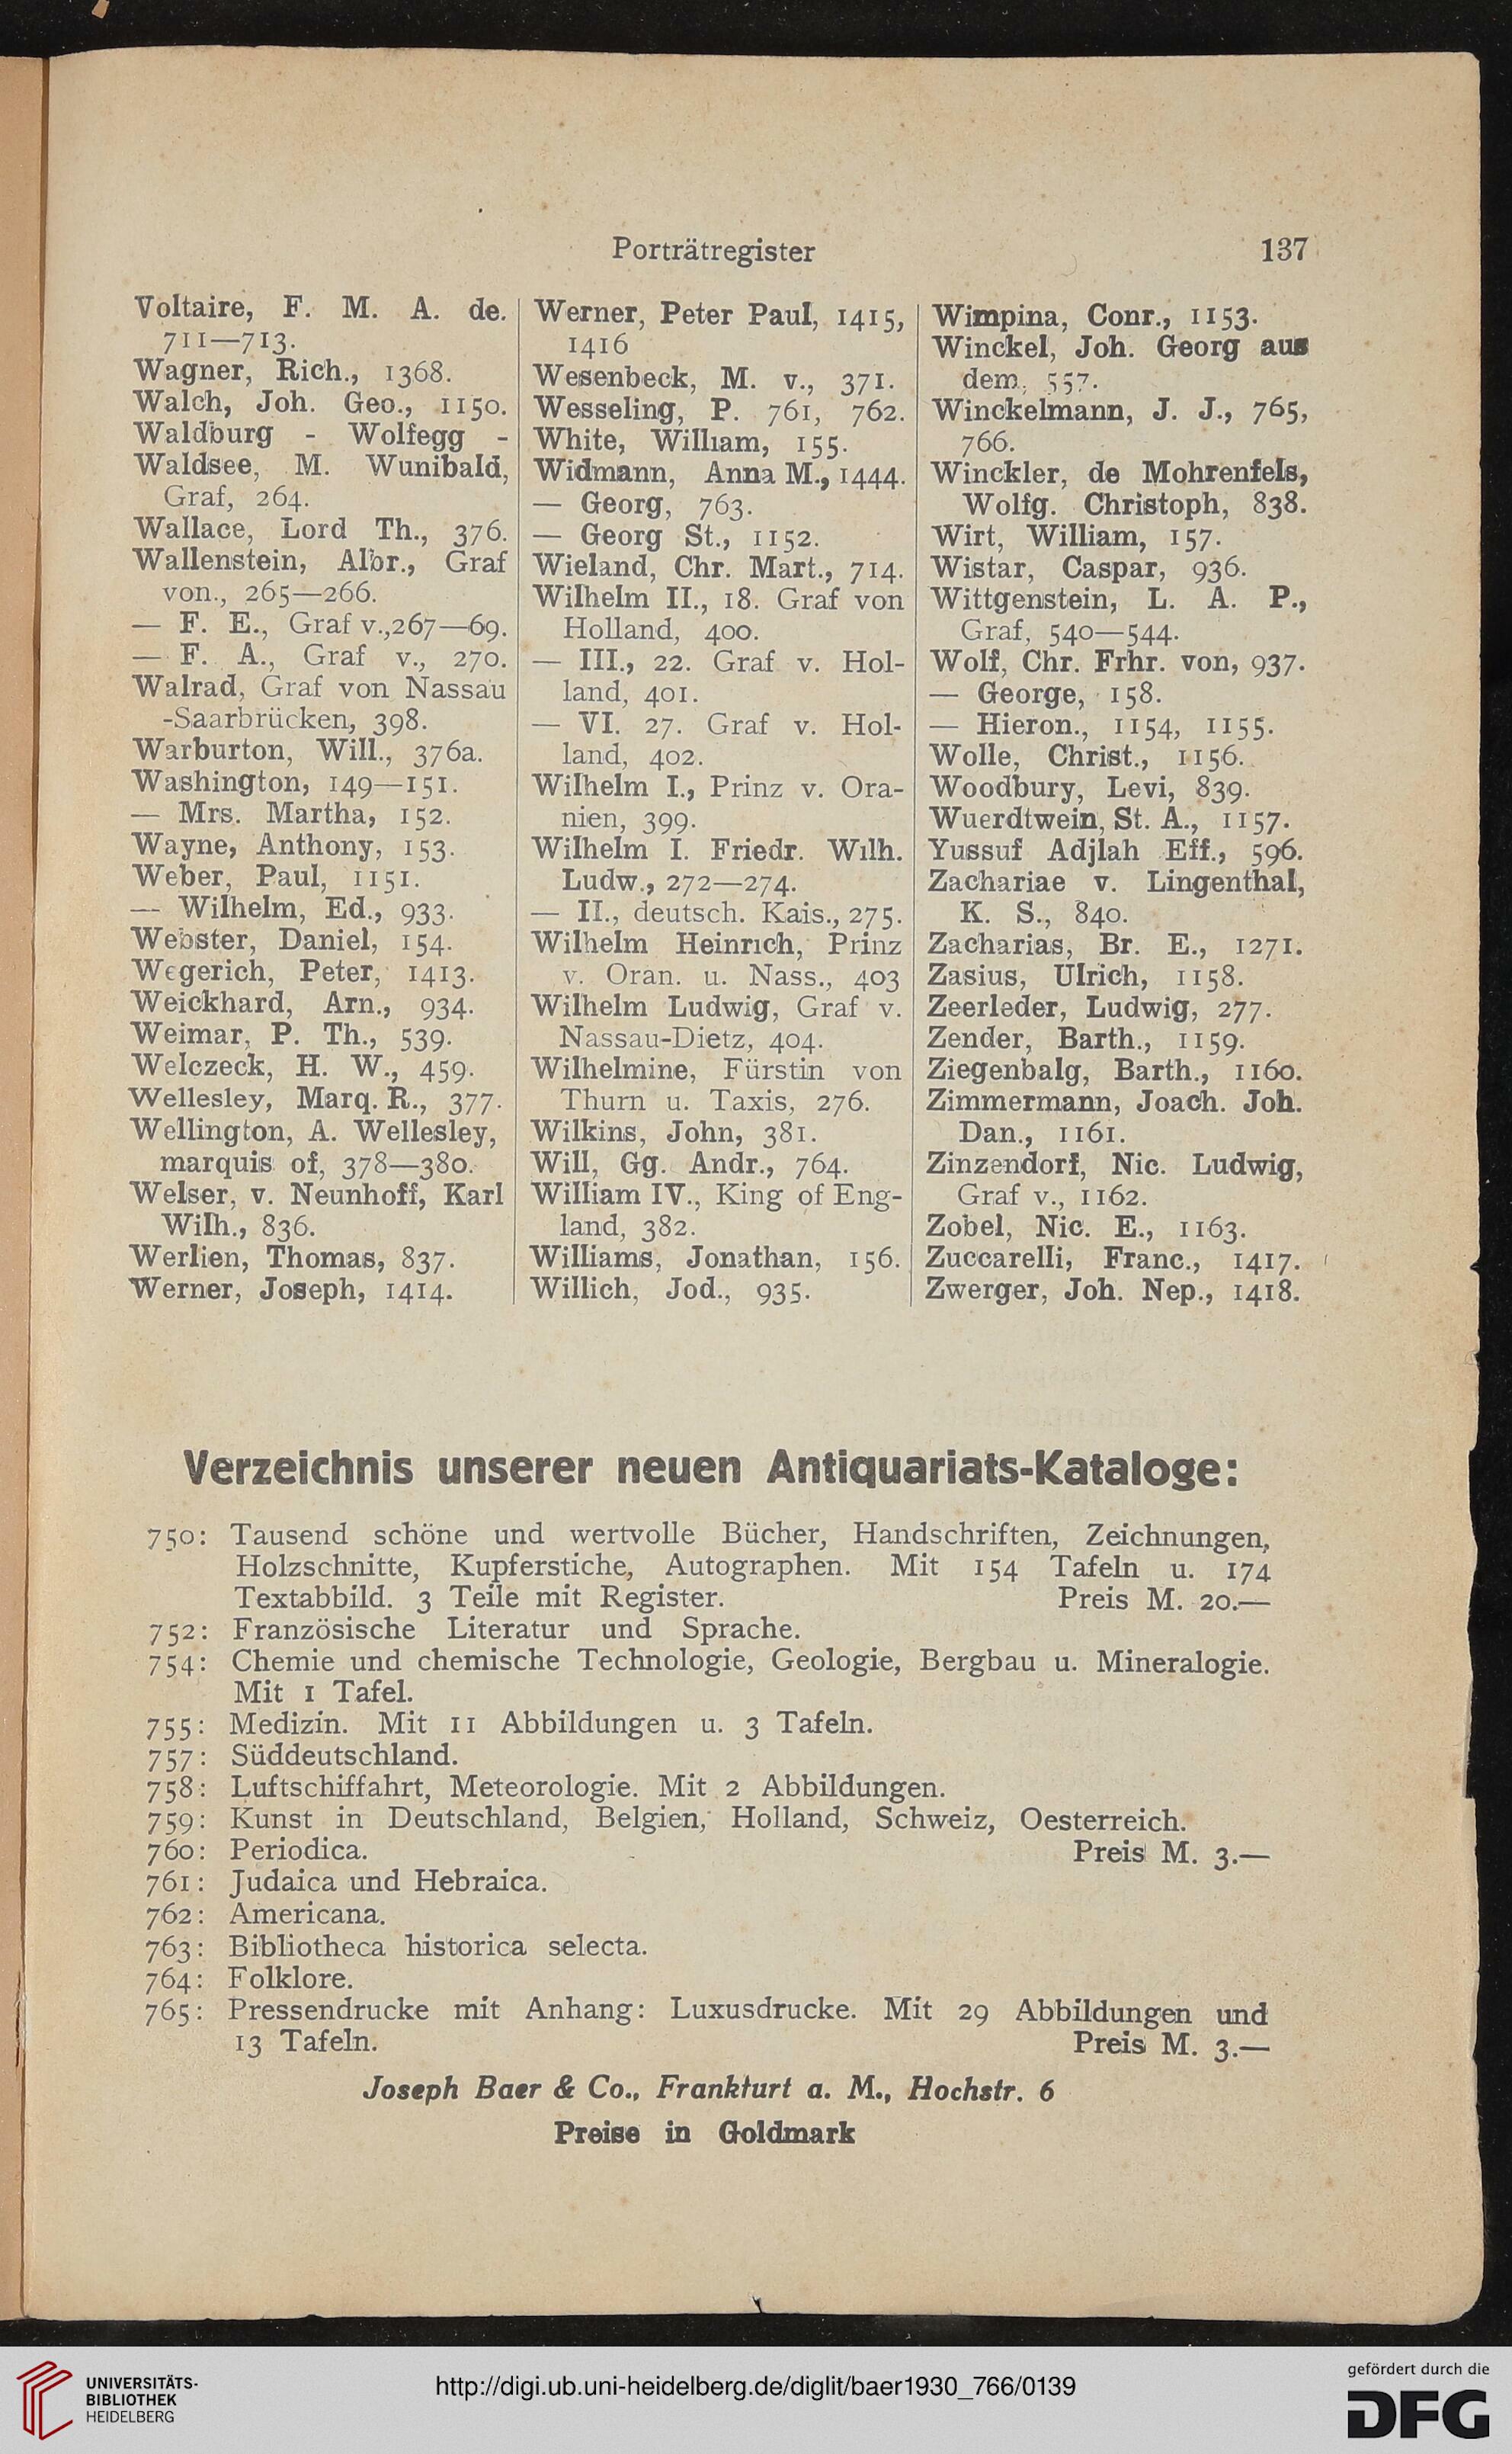 Porträtregister
137
Voltaire, F. M. A. de.
711—713.
Wagner, Rich., 1368.
Walch, Joh. Geo., 1150.
Waldburg - Wolfegg -
Waldsee, M. Wunibald,
Graf, 264.
Wallace, Lord Th., 376.
Wallenstein, Albr., Graf
von., 265—266.
— F. E., Graf v.,267—69.
— F. A., Graf v., 270.
Walrad, Graf von Nassau
-Saarbrücken, 398.
Warburton, Will., 376a.
Washington, 149—151.
— Mrs. Martha, 152.
Wayne, Anthony, 153.
Weber, Paul, 1151.
— Wilhelm, Ed., 933.
Webster, Daniel, 154.
Wegerich, Peter, 1413.
Weickhard, Arn., 934.
Weimar, P. Th., 539.
Welczeck, H. W., 459.
Wellesley, Marq. R., 377.
Wellington, A. Wellesley,
marquis of, 378—380.
Welser, v. Neunhoff, Karl
Wilh., 836.
Werlien, Thomas, 837.
Werner, Joseph, 1414.
Werner, Peter Paul, 1415,
1416
Wesenbeck, M. v., 371.
Wesseling, P. 761, 762.
White, William, 155.
Widmann, Anna M., 1444.
— Georg, 763.
— Georg St., 1152.
Wieland, Chr. Mart., 714.
Wilhelm II., 18. Graf von
Holland, 400.
— III., 22. Graf v. Hol-
land, 401.
— VI. 27. Graf v. Hol-
land, 402.
Wilhelm I., Prinz v. Ora-
nien, 399.
Wilhelm I. Friedr. Wilh.
Ludw., 272—274.
— II., deutsch. Kais., 275.
Wilhelm Heinrich, Prinz
v. Oran. u. Nass., 403
Wilhelm Ludwig, Graf v.
Nassau-Dietz, 404.
Wilhelmine, Fürstin von
Thurn u. Taxis, 276.
Wilkins, John, 381.
Will, Gg. Andr., 764.
William IV., King of Eng-
land, 382.
Williams, Jonathan, 156.
Willich, Jod., 935.
Wimpina, Conr., 1153.
Winckel, Joh. Georg aus
dem, 557.
Winckelmann, J. J., 765,
766.
Winckler, de Mohrenfels,
Wolfg. Christoph, 838.
Wirt, William, 157.
Wistar, Caspar, 936.
Wittgenstein, L. A. P.,
Graf, 540—544.
Wolf, Chr. Frhr. von, 937.
— George, 158.
— Hieron., 1154, 1155.
Wolle, Christ., 1156.
Woodbury, Levi, 839.
Wuerdtwein, St. A., 1157.
Yussuf Adjlah Eff., 596.
Zachariae v. Lingenthal,
K. S., 840.
Zacharias, Br. E., 1271.
Zasius, Ulrich, 1158.
Zeerleder, Ludwig, 277.
Zender, Barth., 1159.
Ziegenbalg, Barth., 1160.
Zimmermann, Joach. Joh.
Dan., 1161.
Zinzendorf, Nic. Ludwig,
Graf v., 1162.
Zobel, Nic. E., 1163.
Zuccarelli, Franc., 1417.
Zwerger, Joh. Nep., 1418.
Verzeichnis unserer neuen Antiquariats-Kataloge:
750: Tausend schöne und wertvolle Bücher, Handschriften, Zeichnungen,
Holzschnitte, Kupferstiche, Autographen. Mit 154 Tafeln u. 174
Textabbild. 3 Teile mit Register. Preis M. 20.—
752: Französische Literatur und Sprache.
754: Chemie und chemische Technologie, Geologie, Bergbau u. Mineralogie.
Mit 1 Tafel.
755: Medizin. Mit 11 Abbildungen u. 3 Tafeln.
757: Süddeutschland.
758: Luftschiffahrt, Meteorologie. Mit 2 Abbildungen.
759: Kunst in Deutschland, Belgien, Holland, Schweiz, Oesterreich.
760: Periodica. Preis M. 3.—
761: Judaica und Hebraica.
762: Americana.
763: Bibliotheca historica selecta.
764: Folklore.
765: Pressendrucke mit Anhang: Luxusdrucke. Mit 29 Abbildungen und
13 Tafeln. Preis M. 3.—
Joseph Baer & Co., Frankfurt a. M., Hochstr. 6
Preise in Goldmark
UNIVERSITÄTS-
BIBLIOTHEK
HEIDELBERG
http://digi.ub.uni-heidelberg.de/diglit/baer1930_766/0139
gefördert durch die
DFG